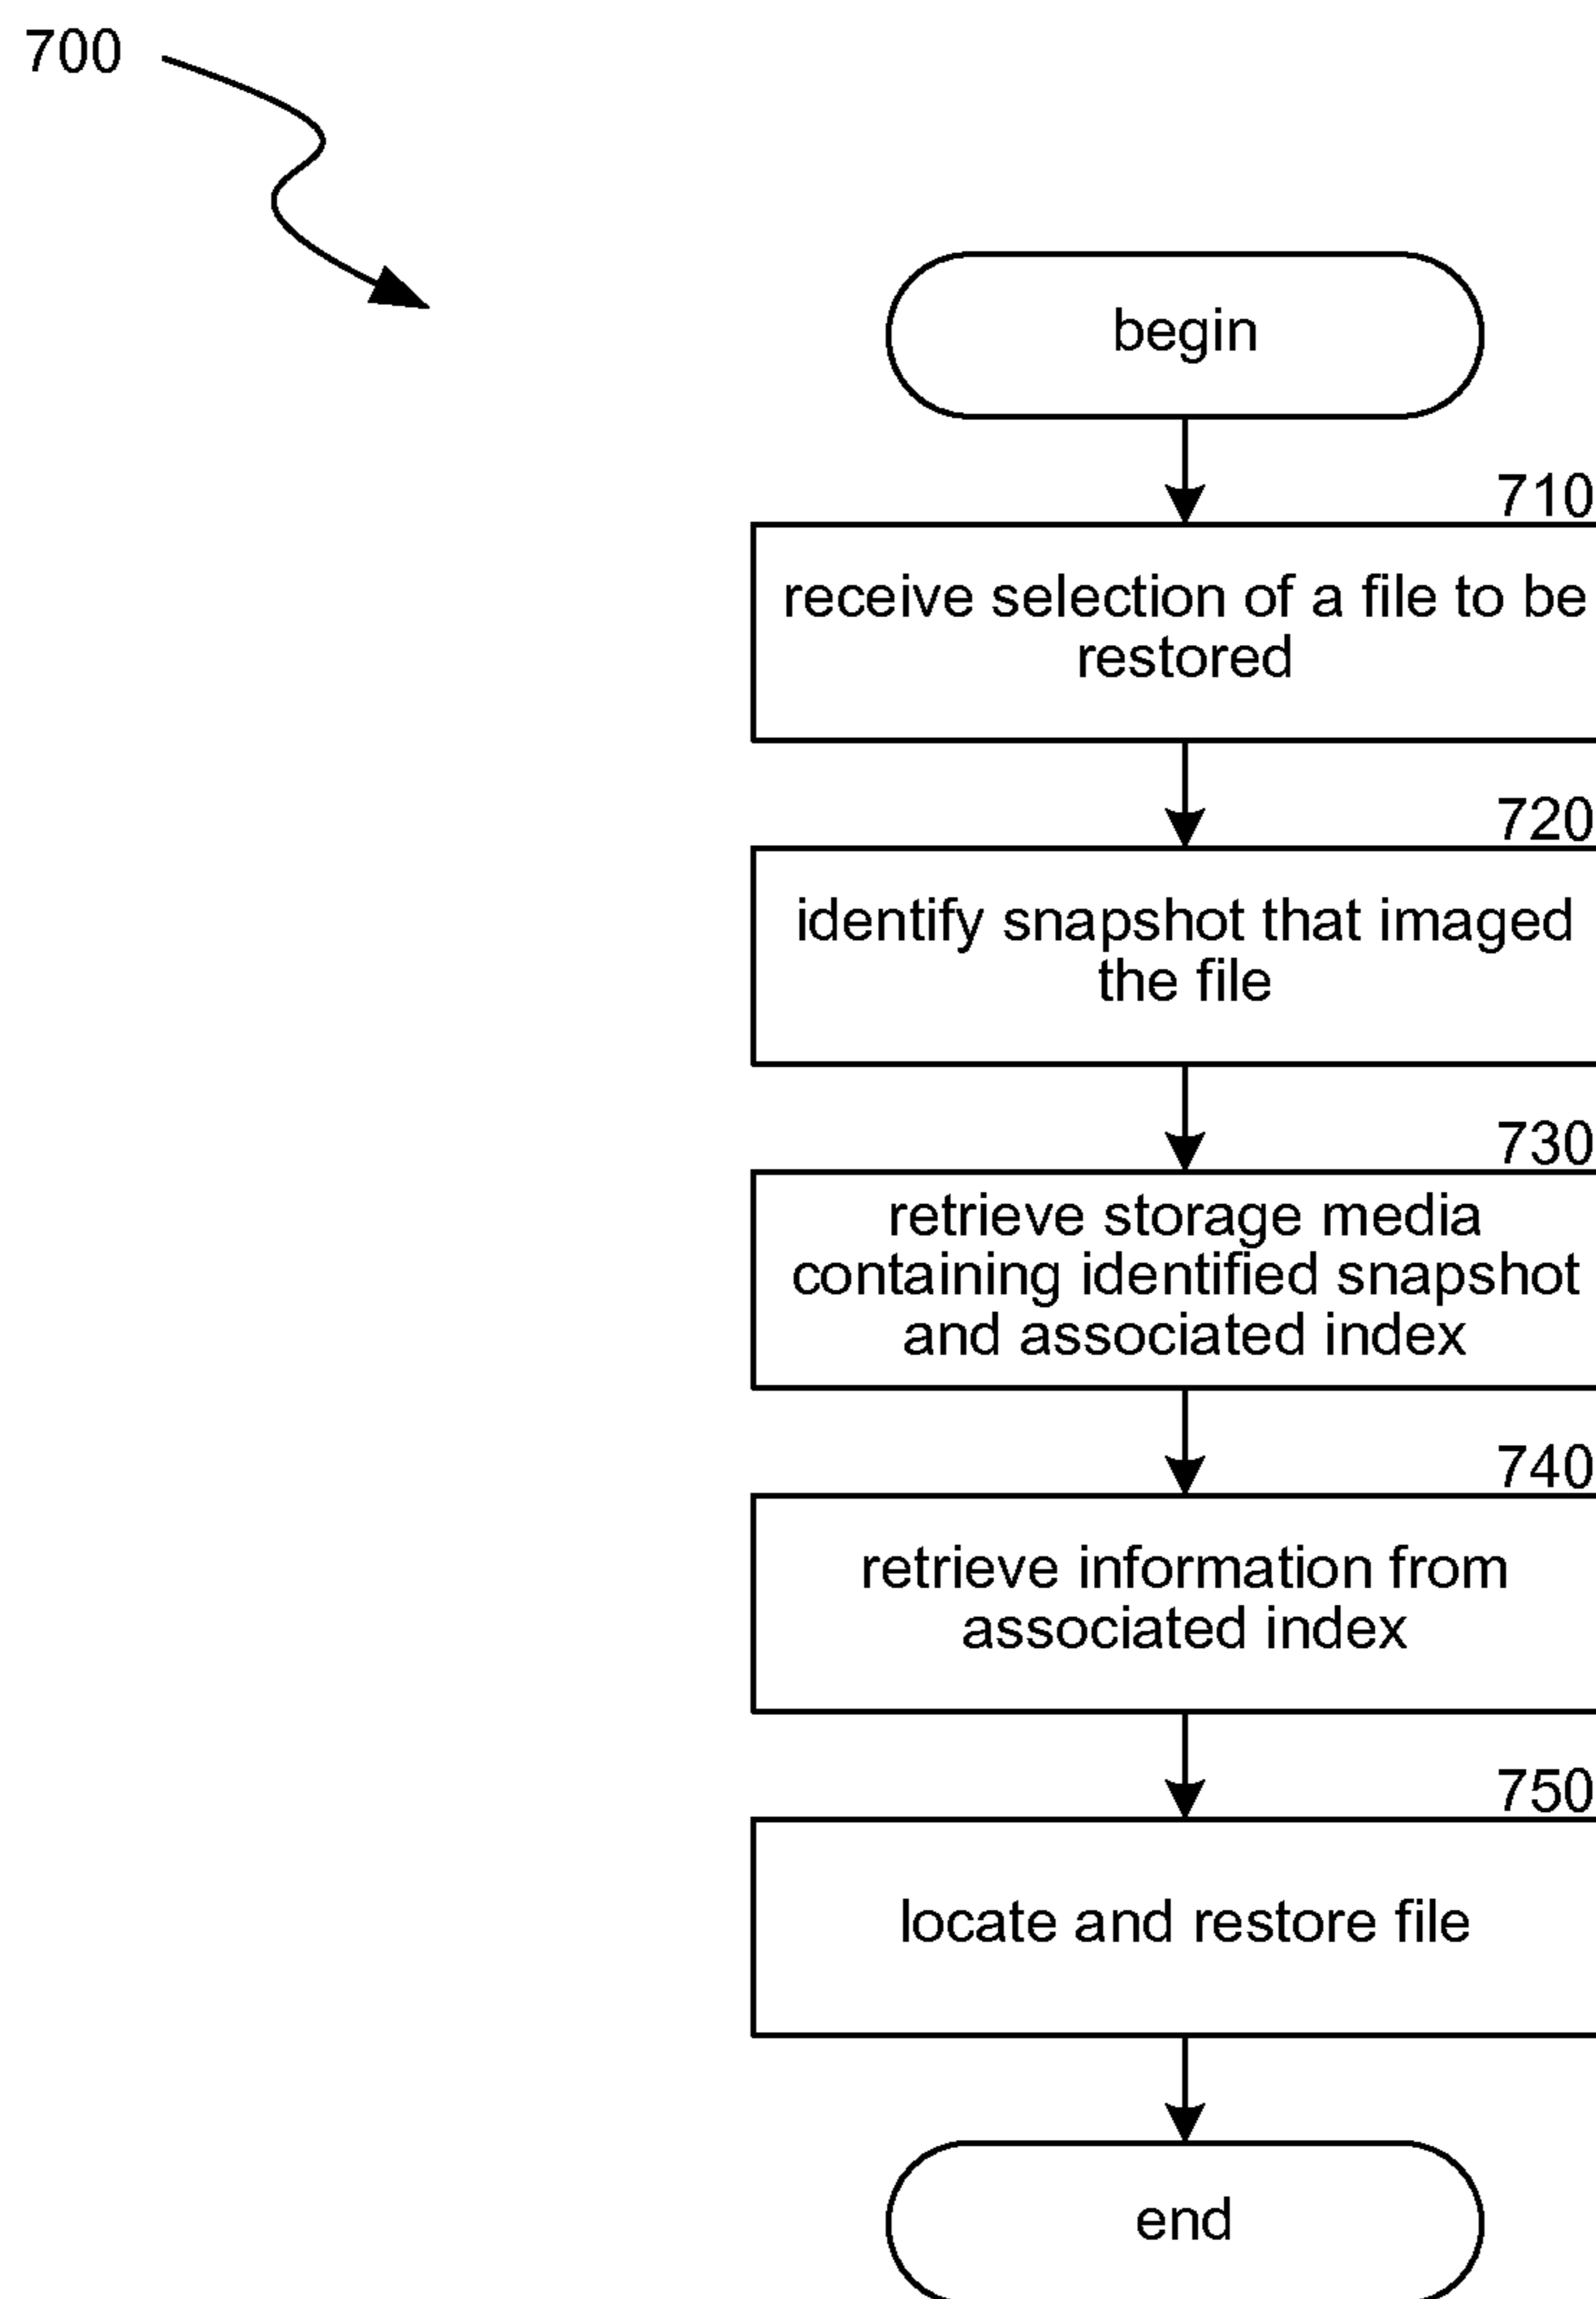 700
begin
710
receive selection of a file to be
restored
720
identify snapshot that imaged
the file
730
retrieve storage media
containing identified snapshot
and associated index
740
retrieve information from
associated index
750
locate and restore file
end